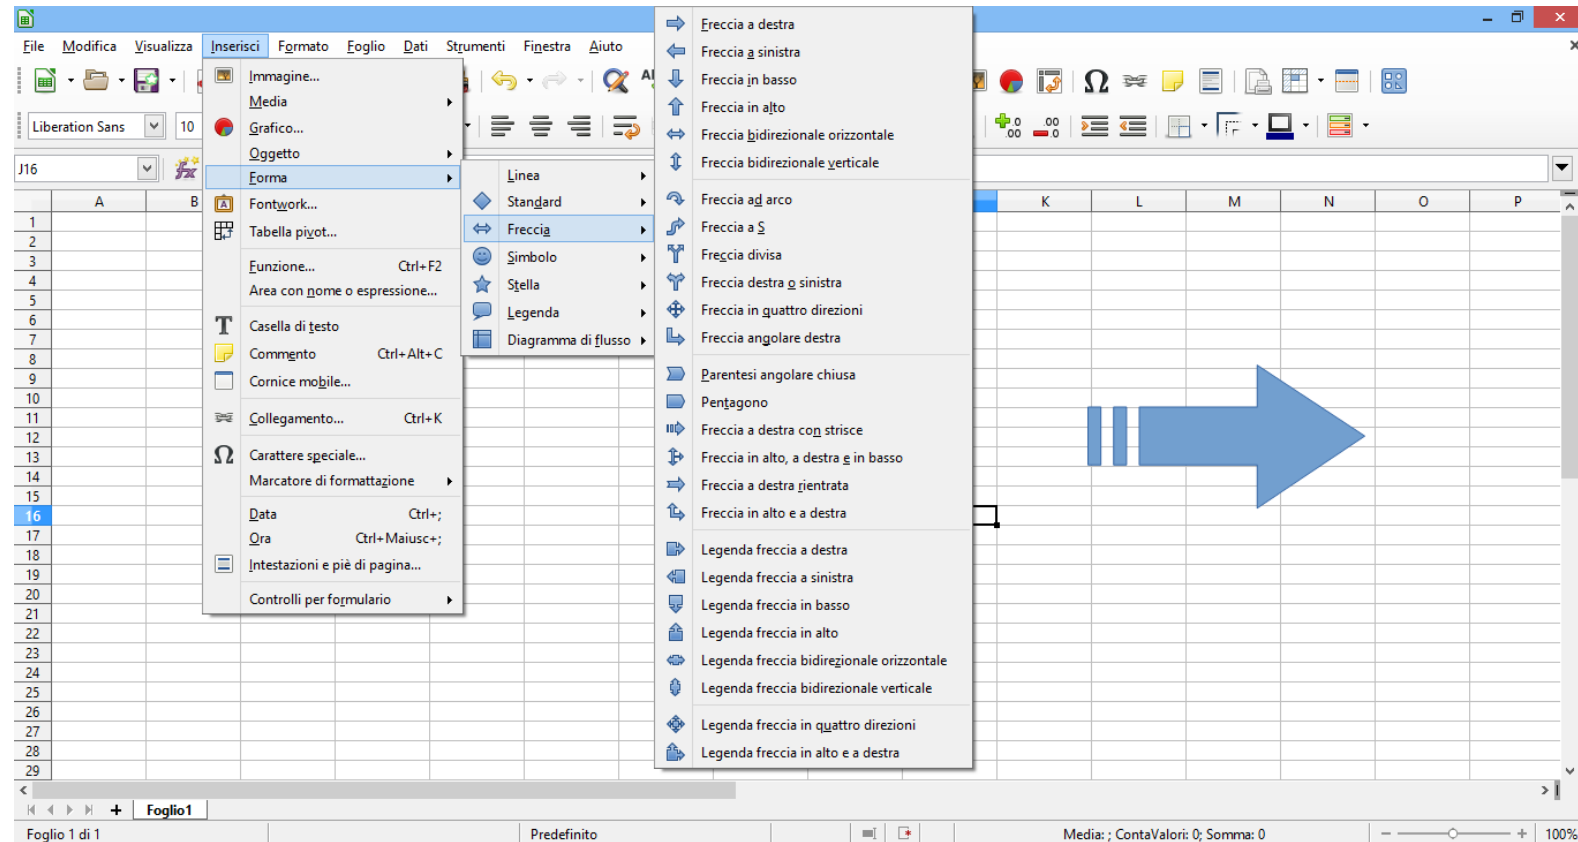 File Modifica Visualizza Inserisci Formato Foglio Dati Strumenti Finestra Aiuto
Liberation Sans 10
J16
A B K L M N O P
1
2
3
4
5
6
7
8
9
10
11
12
13
14
15
16
17
18
19
20
21
22
23
24
25
26
27
28
29
Immagine...
Media
Grafico...
Oggetto
Forma
Fontwork...
Tabella pivot...
Funzione... Ctrl+F2
Area con nome o espressione...
Casella di testo
Commento Ctrl+Alt+C
Cornice mobile...
Collegamento... Ctrl+K
Carattere speciale...
Marcatore di formattazione
Data Ctrl+;
Ora Ctrl+Maiusc+;
Intestazioni e piè di pagina...
Controlli per formulario
Linea
Standard
Freccia
Simbolo
Stella
Legenda
Diagramma di flusso
Freccia a destra
Freccia a sinistra
Freccia in basso
Freccia in alto
Freccia bidirezionale orizzontale
Freccia bidirezionale verticale
Freccia ad arco
Freccia a S
Freccia divisa
Freccia destra o sinistra
Freccia in quattro direzioni
Freccia angolare destra
Parentesi angolare chiusa
Pentagono
Freccia a destra con strisce
Freccia in alto, a destra e in basso
Freccia a destra rientrata
Freccia in alto e a destra
Legenda freccia a destra
Legenda freccia a sinistra
Legenda freccia in basso
Legenda freccia in alto
Legenda freccia bidirezionale orizzontale
Legenda freccia bidirezionale verticale
Legenda freccia in quattro direzioni
Legenda freccia in alto e a destra
Foglio1
Foglio 1 di 1 Predefinito Media: ; ContaValori: 0; Somma: 0 100%